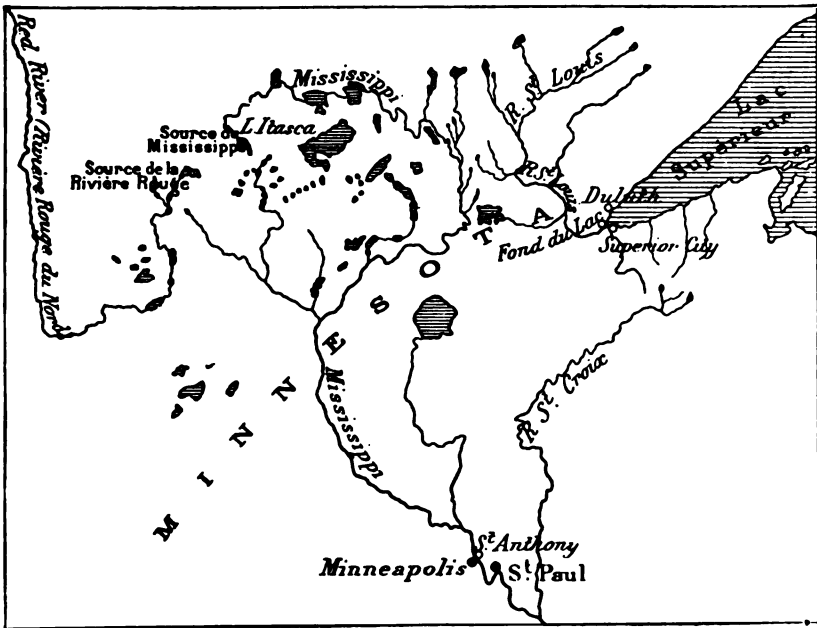 Red River (Rivière Rouge du Nord)
Mississippi
R. St. Louis
Lac
Supérieur
L. Itasca
Source du
Mississippi
Source de la
Rivière Rouge
R. St. Louis
Duluth
Fond du Lac
Superior City
MINNESOTA
Mississippi
R. St. Croix
St. Anthony
Minneapolis
St. Paul